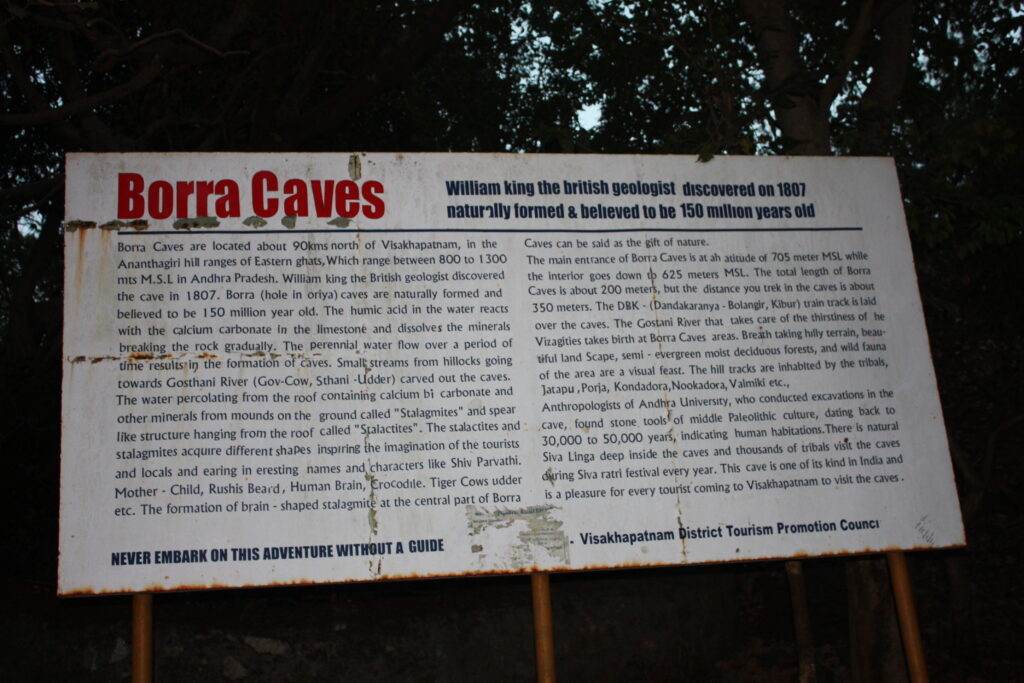 Borra Caves
William king the british geologist discovered on 1807
naturally formed & believed to be 150 million years old
Borra Caves are located about 90kms north of Visakhapatnam, in the
Ananthagiri hill ranges of Eastern ghats, Which range between 800 to 1300
mts M.S.L in Andhra Pradesh. William king the British geologist discovered
the cave in 1807. Borra (hole in oriya) caves are naturally formed and
believed to be 150 million year old. The humic acid in the water reacts
with the calcium carbonate in the limestone and dissolves the minerals
breaking the rock gradually. The perennial water flow over a period of
time results in the formation of caves. Small streams from hillocks going
towards Gosthani River (Gov-Cow, Sthani -Udder) carved out the caves.
The water percolating from the roof containing calcium bi carbonate and
other minerals from mounds on the ground called "Stalagmites" and spear
like structure hanging from the roof called "Stalactites". The stalactites and
stalagmites acquire different shapes inspiring the imagination of the tourists
and locals and earing in eresting names and characters like Shiv Parvathi.
Mother - Child, Rushis Beard, Human Brain, Crocodile. Tiger Cows udder
etc. The formation of brain - shaped stalagmite at the central part of Borra
NEVER EMBARK ON THIS ADVENTURE WITHOUT A GUIDE
Caves can be said as the gift of nature.
The main entrance of Borra Caves is at ah atitude of 705 meter MSL while
the interior goes down to 625 meters MSL. The total length of Borra
Caves is about 200 meters, but the distance you trek in the caves is about
350 meters. The DBK - (Dandakaranya - Bolangir, Kibur) train track is laid
over the caves. The Gostani River that takes care of the thirstiness of he
Vizagities takes birth at Borra Caves areas. Breath taking hilly terrain, beau-
tiful land Scape, semi - evergreen moist deciduous forests, and wild fauna
of the area are a visual feast. The hill tracks are inhabited by the tribals,
Jatapu ,Porja, Kondadora,Nookadora, Valmiki etc.,
Anthropologists of Andhra University, who conducted excavations in the
cave, found stone tools of middle Paleolithic culture, dating back to
30,000 to 50,000 years, indicating human habitations.There is natural
Siva Linga deep inside the caves and thousands of tribals visit the caves
during Siva ratri festival every year. This cave is one of its kind in India and
is a pleasure for every tourist coming to Visakhapatnam to visit the caves .
- Visakhapatnam District Tourism Promotion Counci